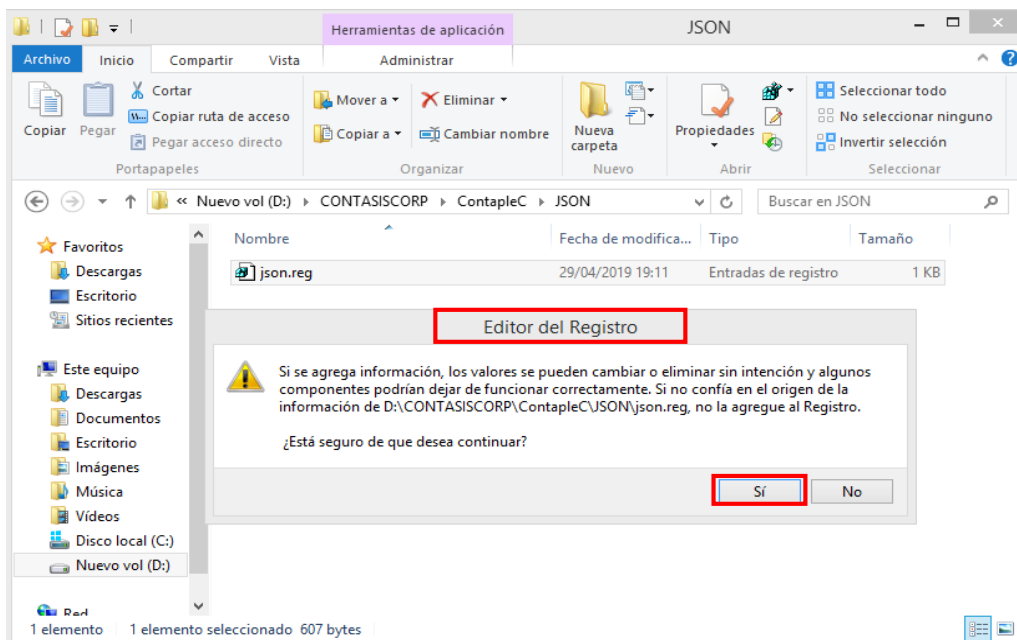 Herramientas de aplicación
JSON
Archivo Inicio Compartir Vista Administrar
Copiar
Pegar
Cortar
Copiar ruta de acceso
Pegar acceso directo
Portapapeles
Mover a
Copiar a
Eliminar
Cambiar nombre
Organizar
Nueva
carpeta
Nuevo
Propiedades
Abrir
Seleccionar todo
No seleccionar ninguno
Invertir selección
Seleccionar
« Nuevo vol (D:) CONTASISCORP ContapleC JSON
Buscar en JSON
Favoritos
Descargas
Escritorio
Sitios recientes
Este equipo
Descargas
Documentos
Escritorio
Imágenes
Música
Vídeos
Disco local (C:)
Nuevo vol (D:)
Red
Nombre Fecha de modifica... Tipo Tamaño
json.reg 29/04/2019 19:11 Entradas de registro 1 KB
Editor del Registro
Si se agrega información, los valores se pueden cambiar o eliminar sin intención y algunos
componentes podrían dejar de funcionar correctamente. Si no confía en el origen de la
información de D:\CONTASISCORP\ContapleC\JSON\json.reg, no la agregue al Registro.
¿Está seguro de que desea continuar?
Sí No
1 elemento 1 elemento seleccionado 607 bytes